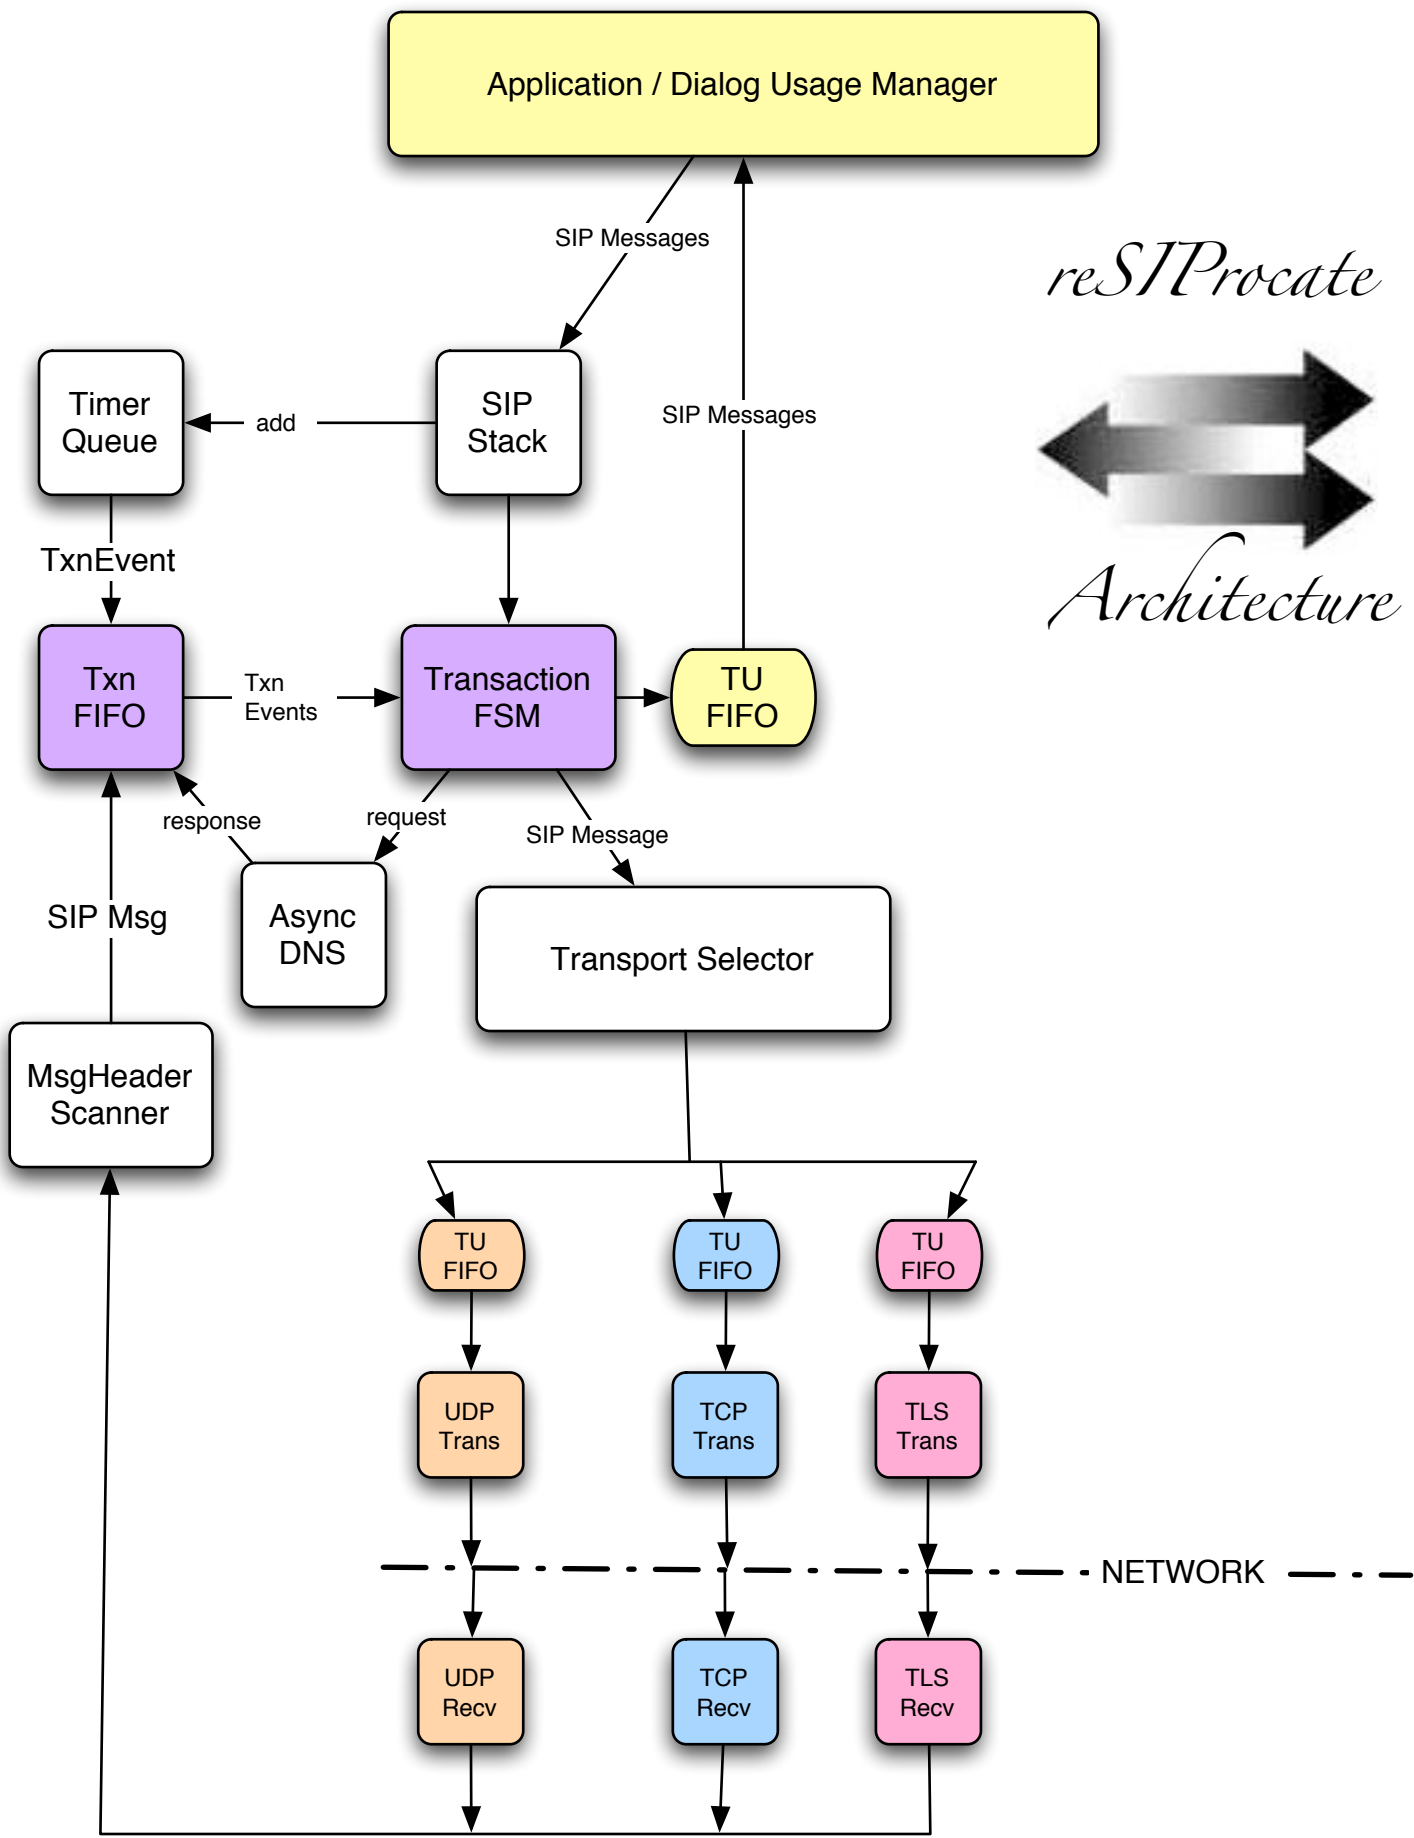 Application / Dialog Usage Manager
SIP Messages
reSIProcate
Timer
Queue
add
SIP
Stack
SIP Messages
TxnEvent
Architecture
Txn
FIFO
Txn
Events
Transaction
FSM
TU
FIFO
response
request
SIP Message
SIP Msg
Async
DNS
Transport Selector
MsgHeader
Scanner
TU
FIFO
TU
FIFO
TU
FIFO
UDP
Trans
TCP
Trans
TLS
Trans
NETWORK
UDP
Recv
TCP
Recv
TLS
Recv